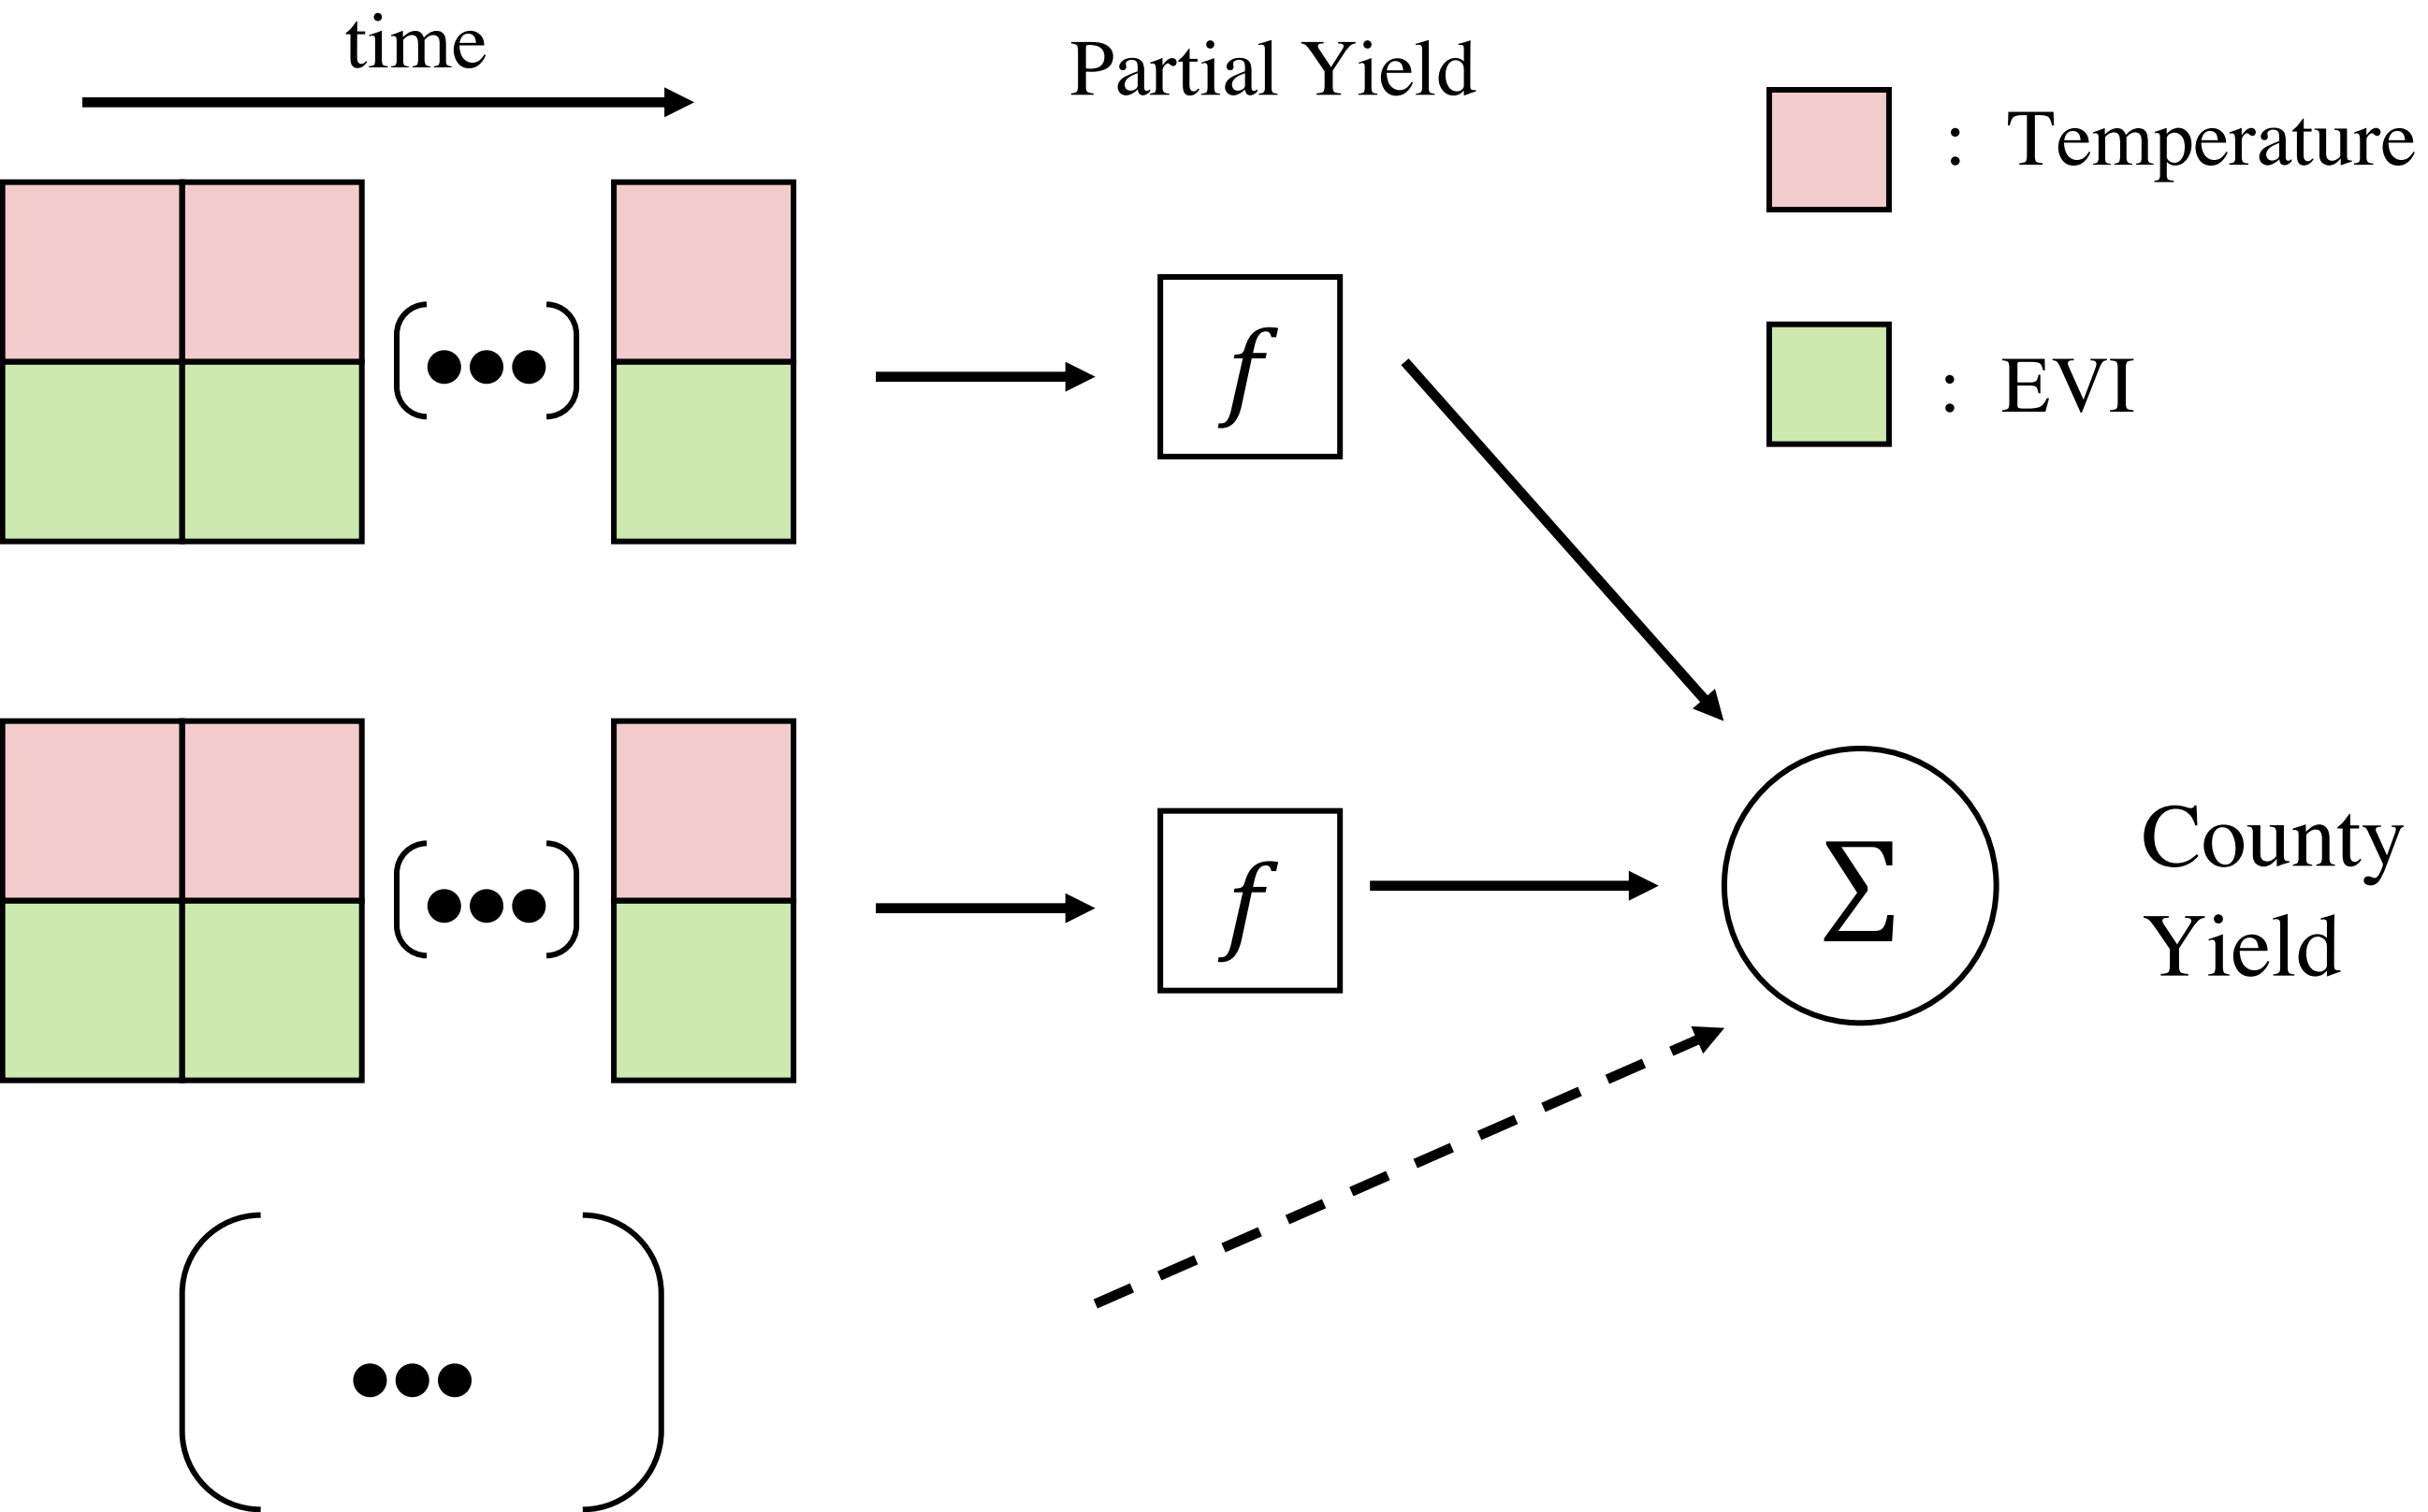 time
Partial Yield
: Temperature
: EVI
f
f
Σ
County
Yield